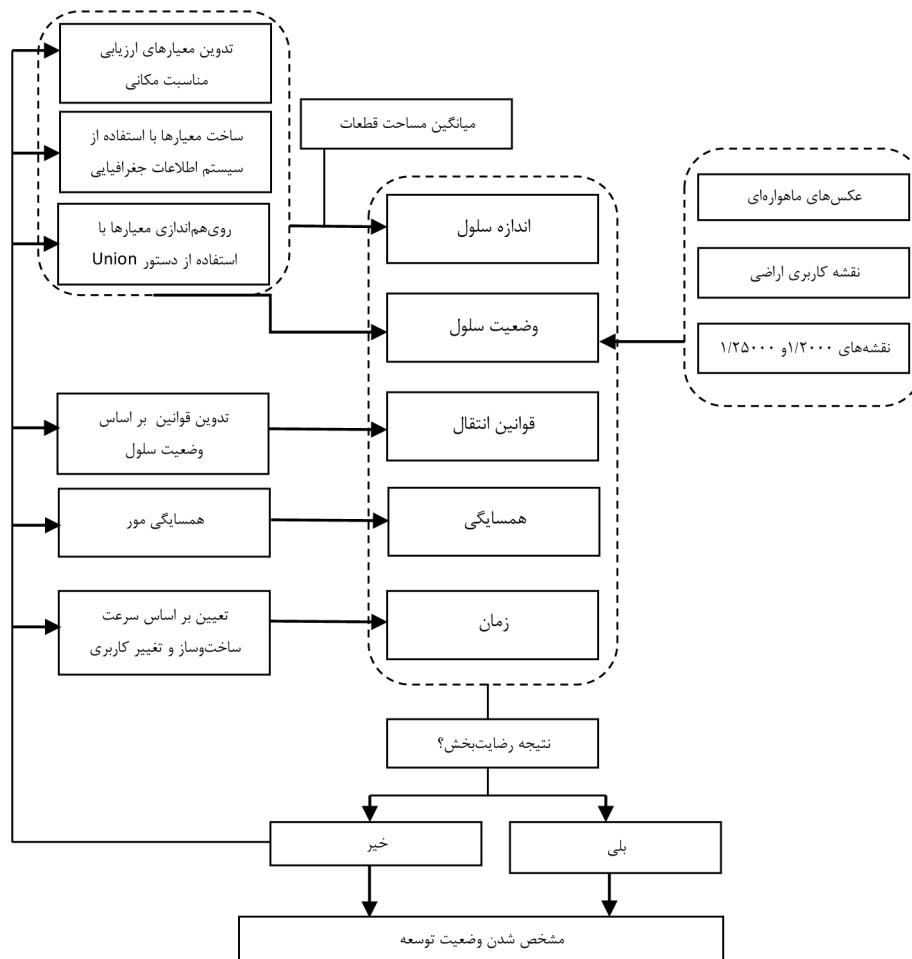 تدوین معیارهای ارزیابی
مناسبت مکانی
ساخت معیارها با استفاده از
سیستم اطلاعات جغرافیایی
روی‌هم‌اندازی معیارها با
استفاده از دستور Union
میانگین مساحت قطعات
اندازه سلول
وضعیت سلول
قوانین انتقال
همسایگی
زمان
عکس‌های ماهواره‌ای
نقشه کاربری اراضی
نقشه‌های ۱/۲۰۰۰و ۱/۲۵۰۰۰
تدوین قوانین بر اساس
وضعیت سلول
همسایگی مور
تعیین بر اساس سرعت
ساخت‌وساز و تغییر کاربری
نتیجه رضایت‌بخش؟
خیر
بلی
مشخص شدن وضعیت توسعه